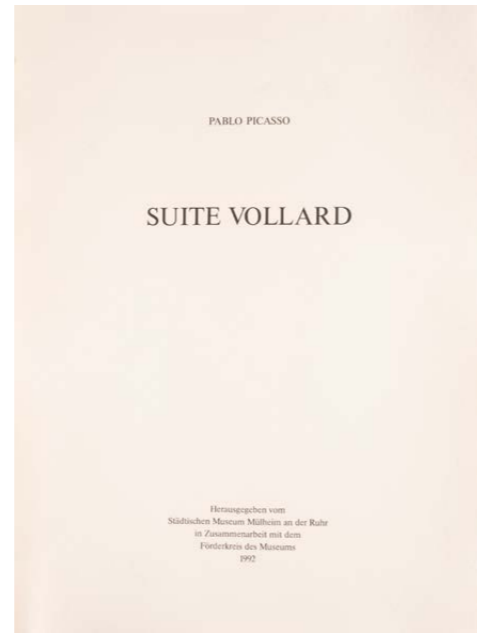 PABLO PICASSO
SUITE VOLLARD
Herausgegeben vom
Städtischen Museum Mülheim an der Ruhr
in Zusammenarbeit mit dem
Förderkreis des Museums
1992